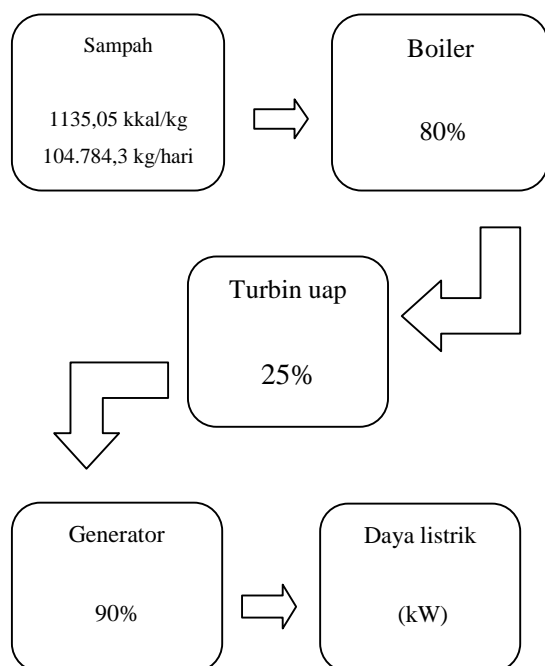 Sampah
1135,05 kkal/kg
104.784,3 kg/hari
Boiler
80%
Turbin uap
25%
Generator
90%
Daya listrik
(kW)